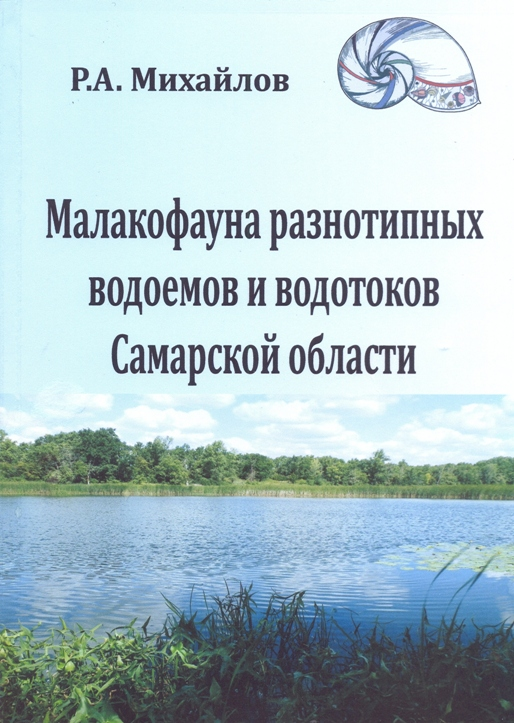 Р.А. Михайлов
Малакофауна разнотипных
водоемов и водотоков
Самарской области